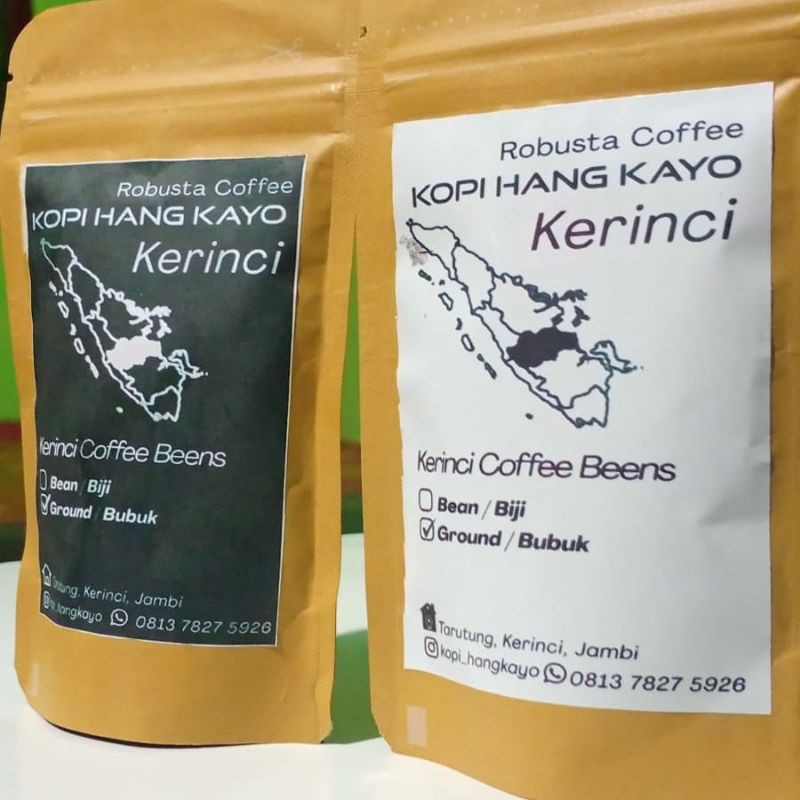 Robusta Coffee
KOPI HANG KAYO
Kerinci
Kerinci Coffee Beens
Bean / Biji
Ground / Bubuk
Tarutung, Kerinci, Jambi
kopi_hangkayo 0813 7827 5926
Robusta Coffee
KOPI HANG KAYO
Kerinci
Kerinci Coffee Beens
Bean / Biji
Ground / Bubuk
Tarutung, Kerinci, Jambi
kopi_hangkayo 0813 7827 5926